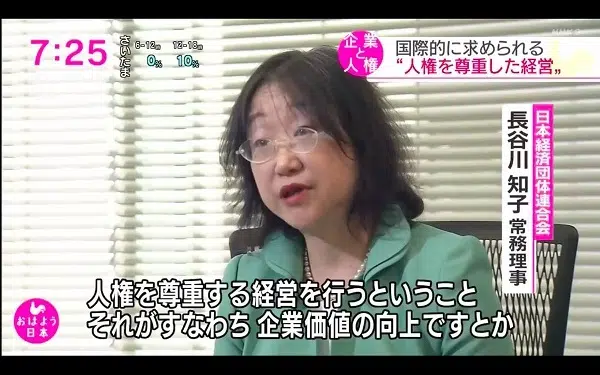 7:25
さいたま
6-12時 12-18時
0% 10%
企業と人権
国際的に求められる
“人権を尊重した経営„
日本経済団体連合会
長谷川 知子 常務理事
人権を尊重する経営を行うということ
それがすなわち 企業価値の向上ですとか
おはよう
日本